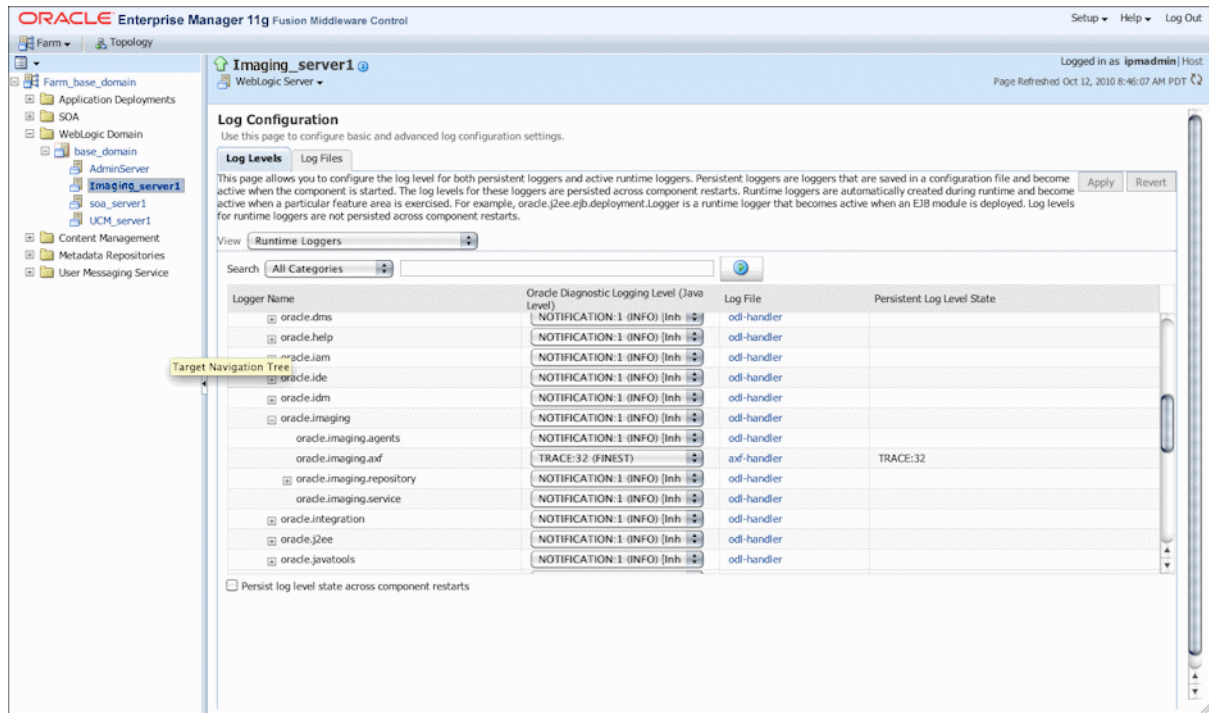 ORACLE Enterprise Manager 11g Fusion Middleware Control
Setup Help Log Out
Farm Topology
Farm_base_domain
Application Deployments
SOA
WebLogic Domain
base_domain
AdminServer
Imaging_server1
soa_server1
UCM_server1
Content Management
Metadata Repositories
User Messaging Service
Target Navigation Tree
Imaging_server1
WebLogic Server
Logged in as ipmadmin|Host
Page Refreshed Oct 12, 2010 8:46:07 AM PDT
Log Configuration
Use this page to configure basic and advanced log configuration settings.
Log Levels Log Files
This page allows you to configure the log level for both persistent loggers and active runtime loggers. Persistent loggers are loggers that are saved in a configuration file and become
active when the component is started. The log levels for these loggers are persisted across component restarts. Runtime loggers are automatically created during runtime and become
active when a particular feature area is exercised. For example, oracle.j2ee.ejb.deployment.Logger is a runtime logger that becomes active when an EJB module is deployed. Log levels
for runtime loggers are not persisted across component restarts.
Apply Revert
View Runtime Loggers
Search All Categories
Logger Name Oracle Diagnostic Logging Level (Java Level) Log File Persistent Log Level State
oracle.dms NOTIFICATION:1 (INFO) [Inh odl-handler
oracle.help NOTIFICATION:1 (INFO) [Inh odl-handler
oracle.iam NOTIFICATION:1 (INFO) [Inh odl-handler
oracle.ide NOTIFICATION:1 (INFO) [Inh odl-handler
oracle.idm NOTIFICATION:1 (INFO) [Inh odl-handler
oracle.imaging NOTIFICATION:1 (INFO) [Inh odl-handler
oracle.imaging.agents NOTIFICATION:1 (INFO) [Inh odl-handler
oracle.imaging.axf TRACE:32 (FINEST) axf-handler TRACE:32
oracle.imaging.repository NOTIFICATION:1 (INFO) [Inh odl-handler
oracle.imaging.service NOTIFICATION:1 (INFO) [Inh odl-handler
oracle.integration NOTIFICATION:1 (INFO) [Inh odl-handler
oracle.j2ee NOTIFICATION:1 (INFO) [Inh odl-handler
oracle.javatools NOTIFICATION:1 (INFO) [Inh odl-handler
Persist log level state across component restarts